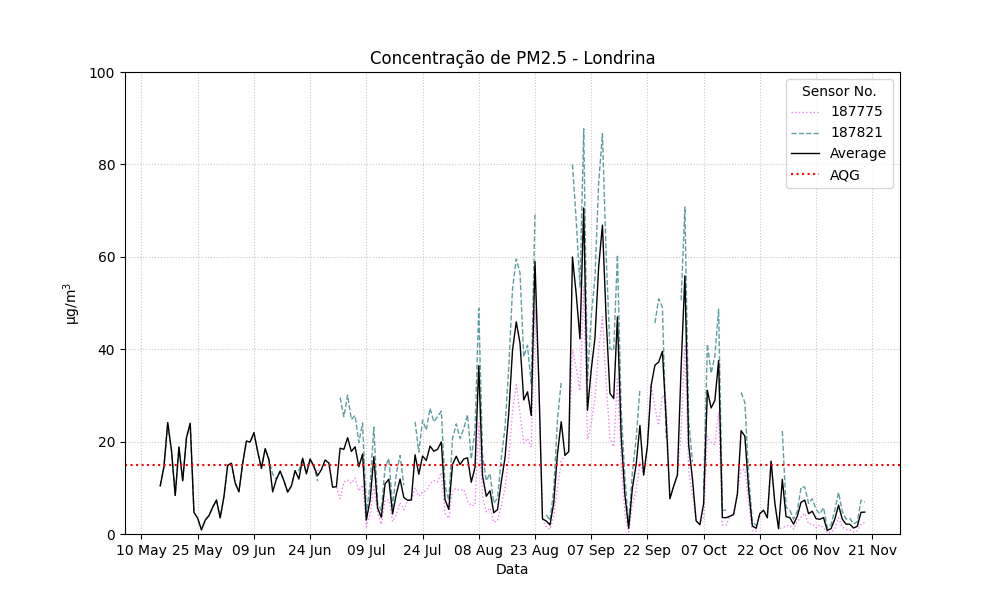 Concentração de PM2.5 - Londrina
100
80
60
40
20
0
µg/m³
Sensor No.
187775
187821
Average
AQG
10 May 25 May 09 Jun 24 Jun 09 jul 24 jul 08 Aug 23 Aug 07 Sep 22 Sep 07 Oct 22 Oct 06 Nov 21 Nov
Data